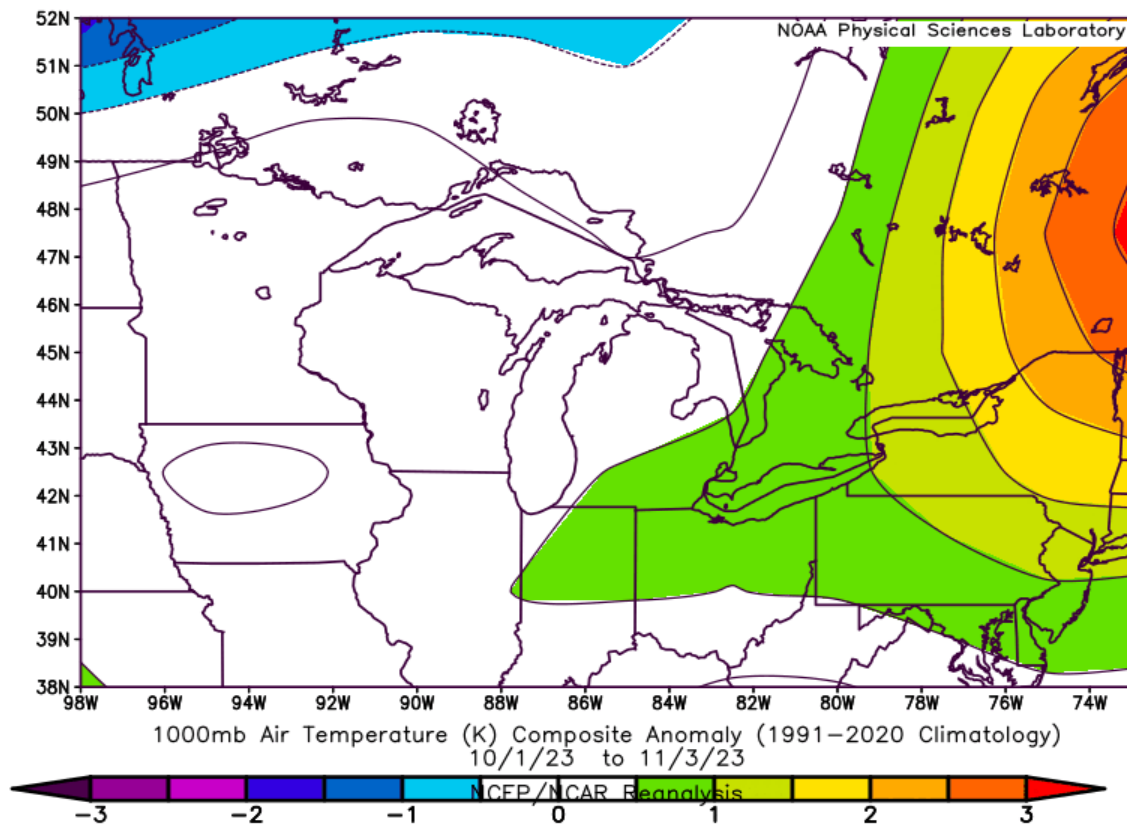 52N
NOAA Physical Sciences Laboratory
51N
50N
49N
48N
47N
46N
45N
44N
43N
42N
41N
40N
39N
38N
98W 96W 94W 92W 90W 88W 86W 84W 82W 80W 78W 76W 74W
1000mb Air Temperature (K) Composite Anomaly (1991-2020 Climatology)
10/1/23 to 11/3/23
NCEP/NCAR Reanalysis
-3 -2 -1 0 1 2 3